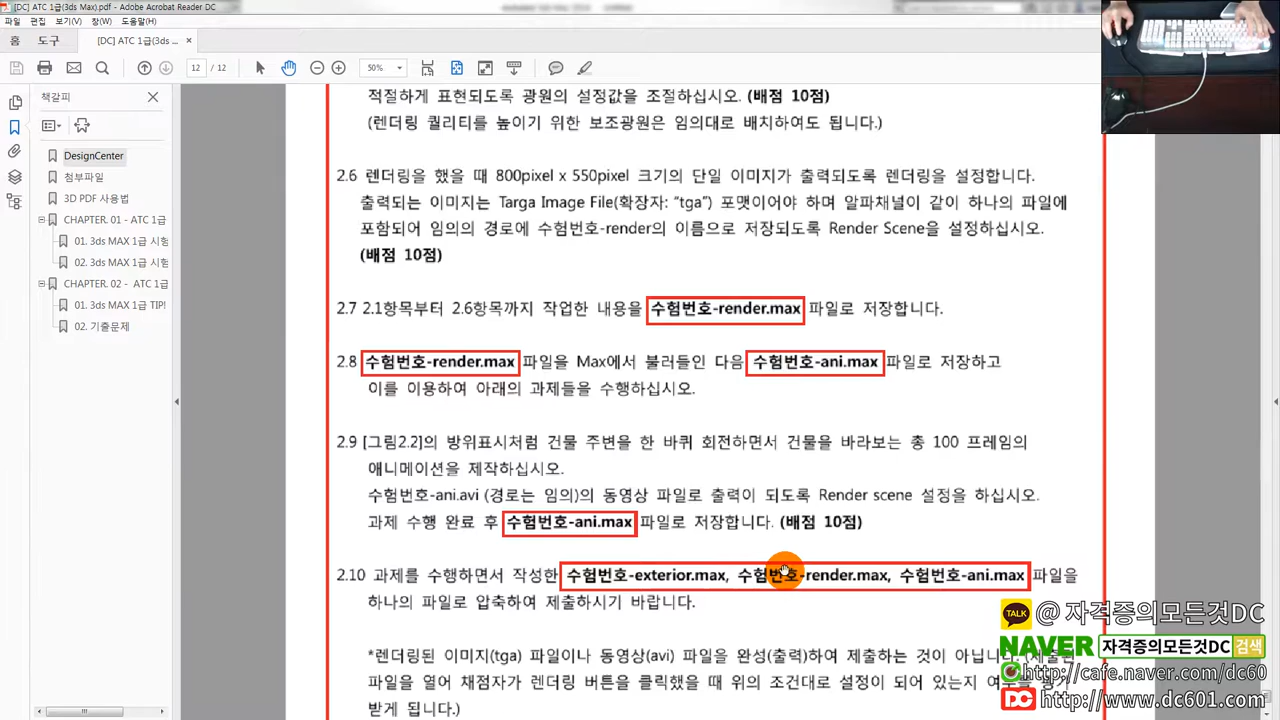 [DC] ATC 1급(3ds Max).pdf - Adobe Acrobat Reader DC
파일(F) 편집 보기(V) 창(W) 도움말(H)
홈 도구 [DC] ATC 1급(3ds ... ×
12 / 12 50%
책갈피
DesignCenter
첨부파일
3D PDF 사용법
CHAPTER. 01 - ATC 1급
01. 3ds MAX 1급 시험
02. 3ds MAX 1급 시험
CHAPTER. 02 - ATC 1급
01. 3ds MAX 1급 TIP!
02. 기출문제
적절하게 표현되도록 광원의 설정값을 조절하십시오. (배점 10점)
(렌더링 퀄리티를 높이기 위한 보조광원은 임의대로 배치하여도 됩니다.)
2.6 렌더링을 했을 때 800pixel x 550pixel 크기의 단일 이미지가 출력되도록 렌더링을 설정합니다.
출력되는 이미지는 Targa Image File(확장자: “tga”) 포맷이어야 하며 알파채널이 같이 하나의 파일에
포함되어 임의의 경로에 수험번호-render의 이름으로 저장되도록 Render Scene을 설정하십시오.
(배점 10점)
2.7 2.1항목부터 2.6항목까지 작업한 내용을 수험번호-render.max 파일로 저장합니다.
2.8 수험번호-render.max 파일을 Max에서 불러들인 다음 수험번호-ani.max 파일로 저장하고
이를 이용하여 아래의 과제들을 수행하십시오.
2.9 [그림2.2]의 방위표시처럼 건물 주변을 한 바퀴 회전하면서 건물을 바라보는 총 100 프레임의
애니메이션을 제작하십시오.
수험번호-ani.avi (경로는 임의)의 동영상 파일로 출력이 되도록 Render scene 설정을 하십시오.
과제 수행 완료 후 수험번호-ani.max 파일로 저장합니다. (배점 10점)
2.10 과제를 수행하면서 작성한 수험번호-exterior.max, 수험번호-render.max, 수험번호-ani.max 파일을
하나의 파일로 압축하여 제출하시기 바랍니다.
*렌더링된 이미지(tga) 파일이나 동영상(avi) 파일을 완성(출력)하여 제출하는 것이 아닙니다.
파일을 열어 채점자가 렌더링 버튼을 클릭했을 때 위의 조건대로 설정이 되어 있는지
받게 됩니다.)
TALK @ 자격증의모든것DC
NAVER 자격증의모든것DC 검색
http://cafe.naver.com/dc60
DC http://www.dc601.com/